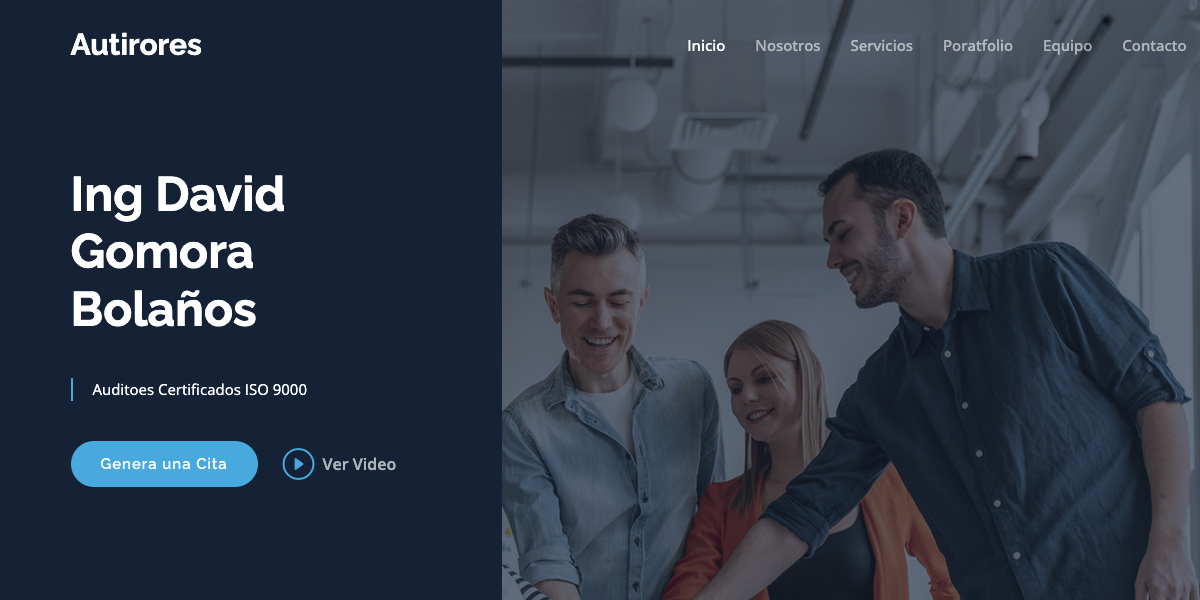 Autirores
Inicio Nosotros Servicios Poratfolio Equipo Contacto
Ing David
Gomora
Bolaños
Auditoes Certificados ISO 9000
Genera una Cita
Ver Video